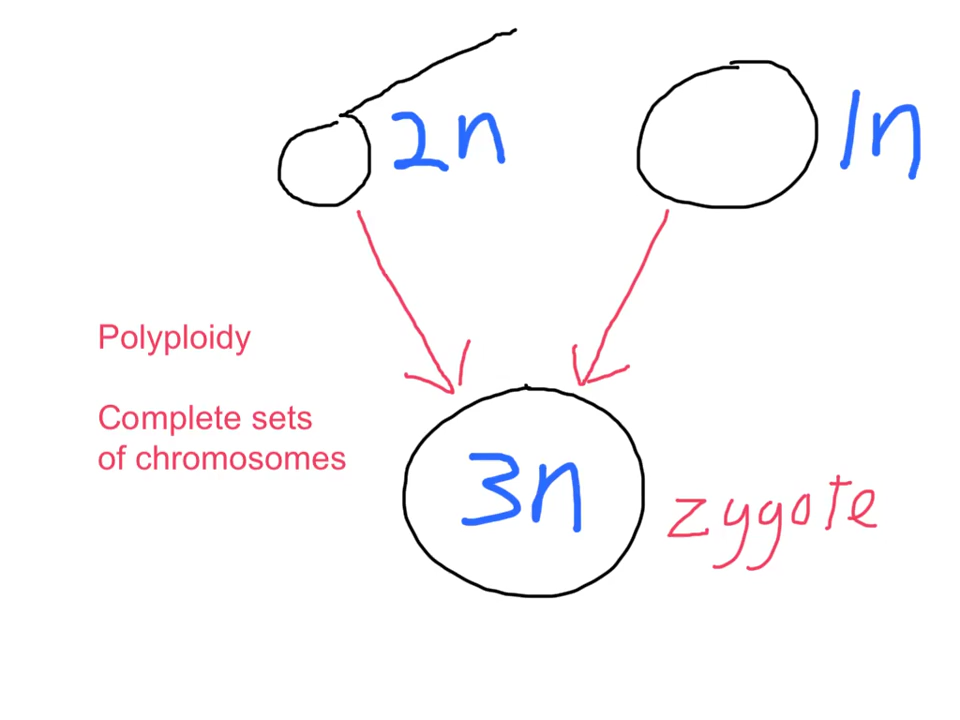 2n
1n
Polyploidy
Complete sets
of chromosomes
3n
zygote